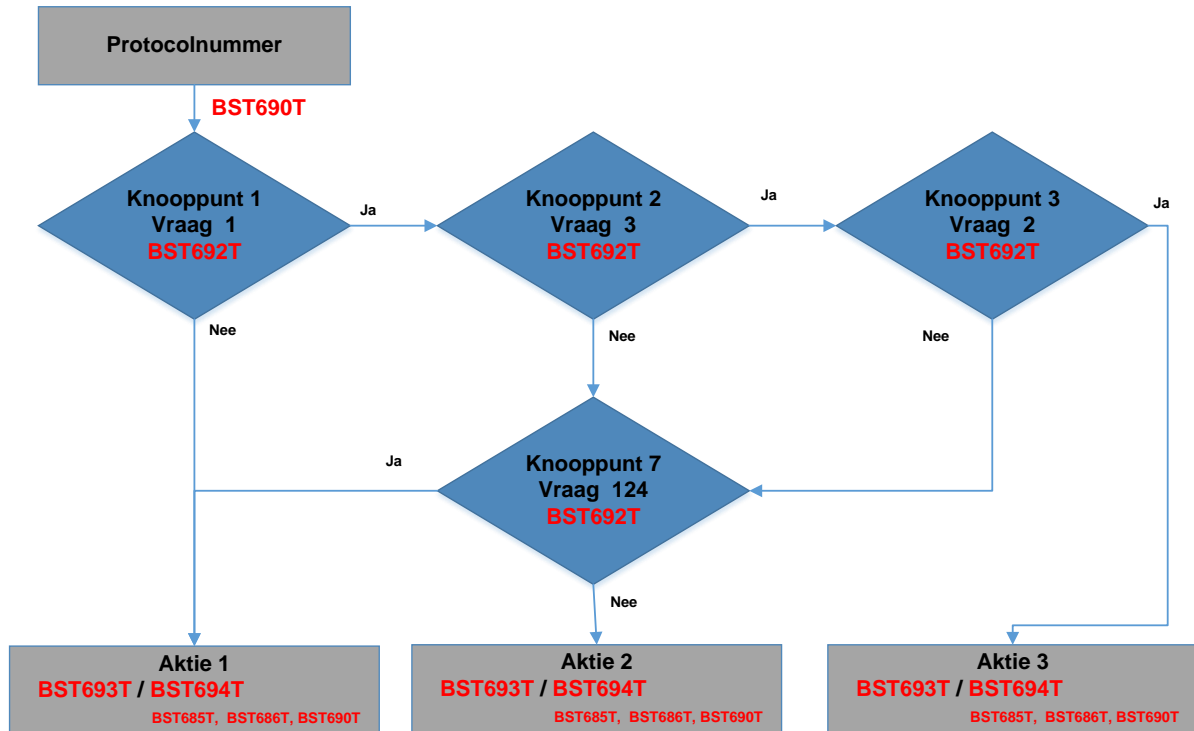 Protocolnummer
BST690T
Knooppunt 1
Vraag 1
BST692T
Ja
Knooppunt 2
Vraag 3
BST692T
Ja
Knooppunt 3
Vraag 2
BST692T
Ja
Nee
Nee
Nee
Ja
Knooppunt 7
Vraag 124
BST692T
Nee
Aktie 1
BST693T / BST694T
BST685T, BST686T, BST690T
Aktie 2
BST693T / BST694T
BST685T, BST686T, BST690T
Aktie 3
BST693T / BST694T
BST685T, BST686T, BST690T